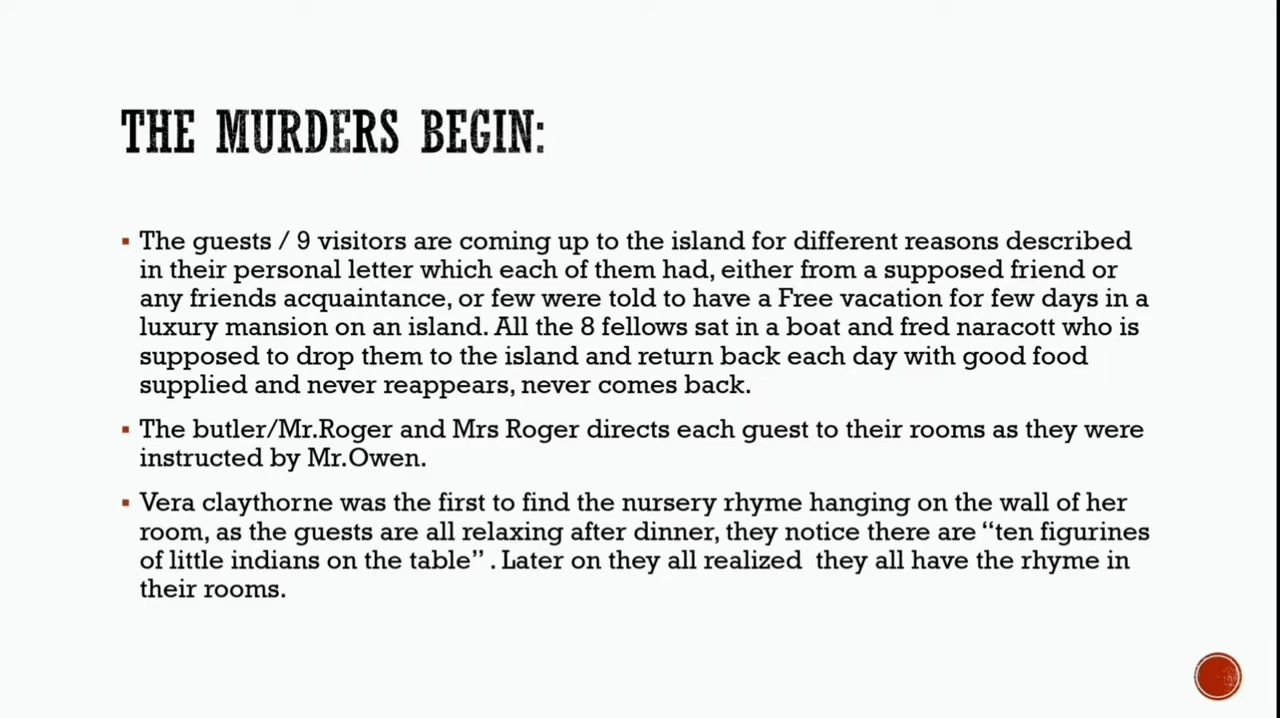 THE MURDERS BEGIN:
▪ The guests / 9 visitors are coming up to the island for different reasons described
in their personal letter which each of them had, either from a supposed friend or
any friends acquaintance, or few were told to have a Free vacation for few days in a
luxury mansion on an island. All the 8 fellows sat in a boat and fred naracott who is
supposed to drop them to the island and return back each day with good food
supplied and never reappears, never comes back.
▪ The butler/Mr.Roger and Mrs Roger directs each guest to their rooms as they were
instructed by Mr.Owen.
▪ Vera claythorne was the first to find the nursery rhyme hanging on the wall of her
room, as the guests are all relaxing after dinner, they notice there are “ten figurines
of little indians on the table” . Later on they all realized they all have the rhyme in
their rooms.